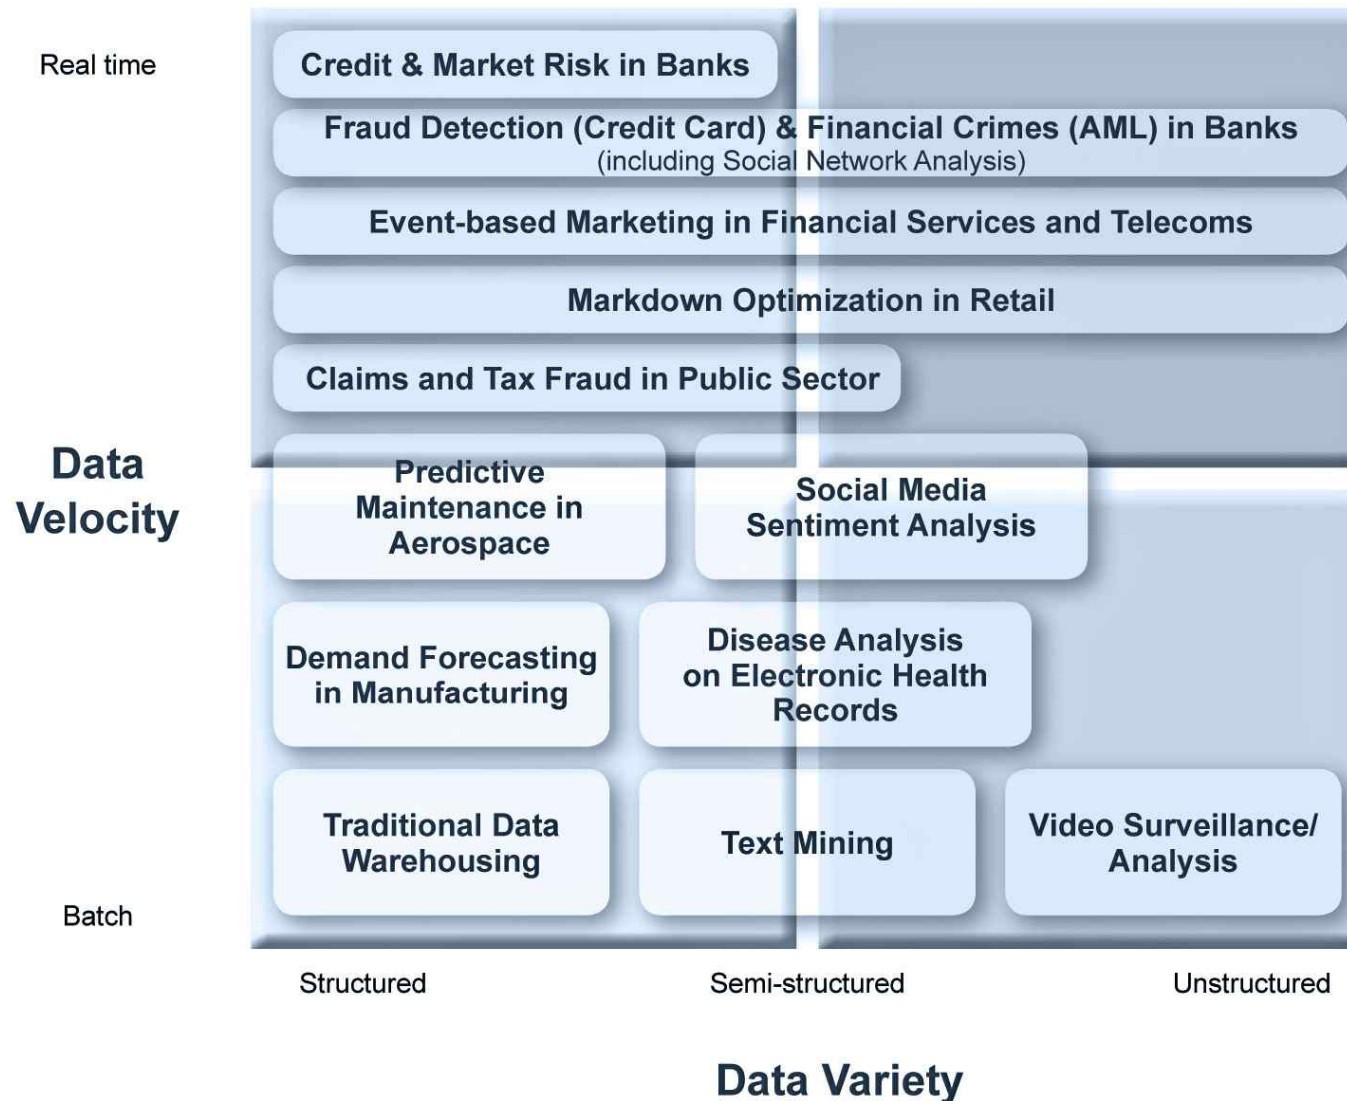 Real time
Credit & Market Risk in Banks
Fraud Detection (Credit Card) & Financial Crimes (AML) in Banks
(including Social Network Analysis)
Event-based Marketing in Financial Services and Telecoms
Markdown Optimization in Retail
Claims and Tax Fraud in Public Sector
Data
Velocity
Predictive
Maintenance in
Aerospace
Social Media
Sentiment Analysis
Demand Forecasting
in Manufacturing
Disease Analysis
on Electronic Health
Records
Traditional Data
Warehousing
Text Mining
Video Surveillance/
Analysis
Batch
Structured
Semi-structured
Unstructured
Data Variety